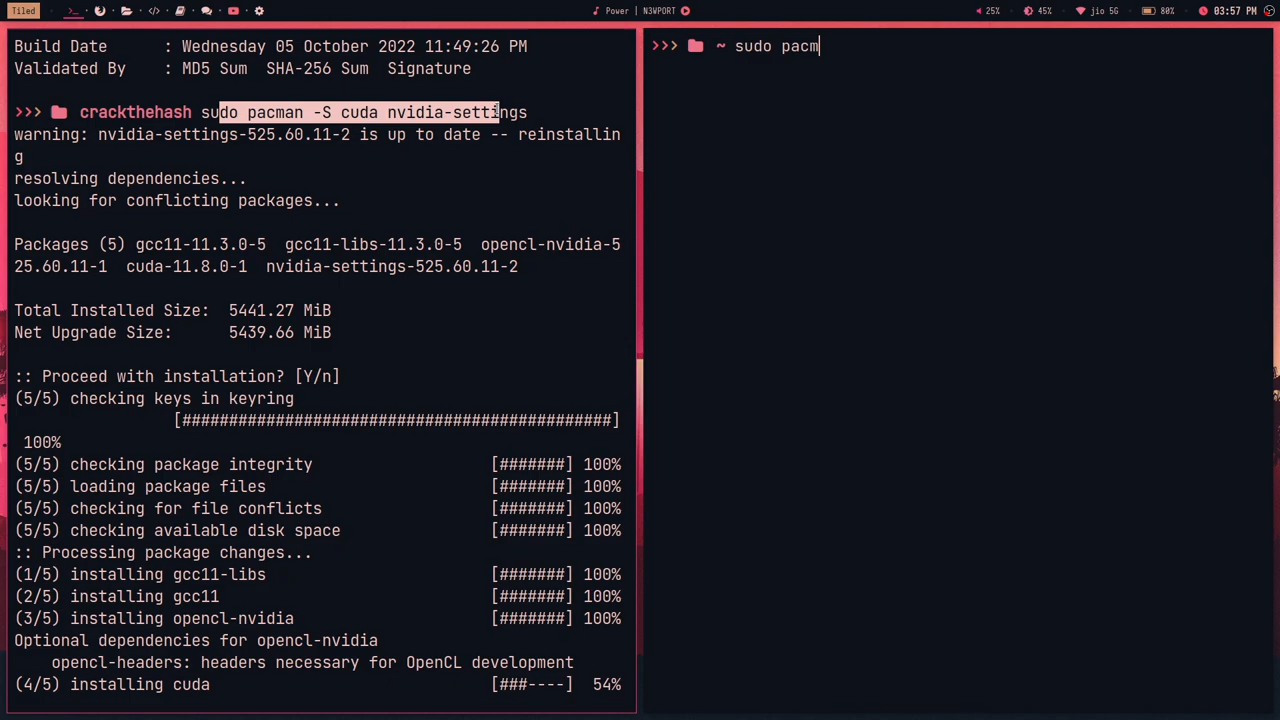 Tiled
Power | N3WPORT
25%
45%
jio 5G
80%
03:57 PM
Build Date      : Wednesday 05 October 2022 11:49:26 PM
Validated By    : MD5 Sum  SHA-256 Sum  Signature
>>> crackthehash sudo pacman -S cuda nvidia-settings
warning: nvidia-settings-525.60.11-2 is up to date -- reinstallin
g
resolving dependencies...
looking for conflicting packages...
Packages (5) gcc11-11.3.0-5  gcc11-libs-11.3.0-5  opencl-nvidia-5
25.60.11-1  cuda-11.8.0-1  nvidia-settings-525.60.11-2
Total Installed Size:  5441.27 MiB
Net Upgrade Size:      5439.66 MiB
:: Proceed with installation? [Y/n]
(5/5) checking keys in keyring
[##############################################]
100%
(5/5) checking package integrity [#######] 100%
(5/5) loading package files [#######] 100%
(5/5) checking for file conflicts [#######] 100%
(5/5) checking available disk space [#######] 100%
:: Processing package changes...
(1/5) installing gcc11-libs [#######] 100%
(2/5) installing gcc11 [#######] 100%
(3/5) installing opencl-nvidia [#######] 100%
Optional dependencies for opencl-nvidia
    opencl-headers: headers necessary for OpenCL development
(4/5) installing cuda [###----]  54%
>>> ~ sudo pacm